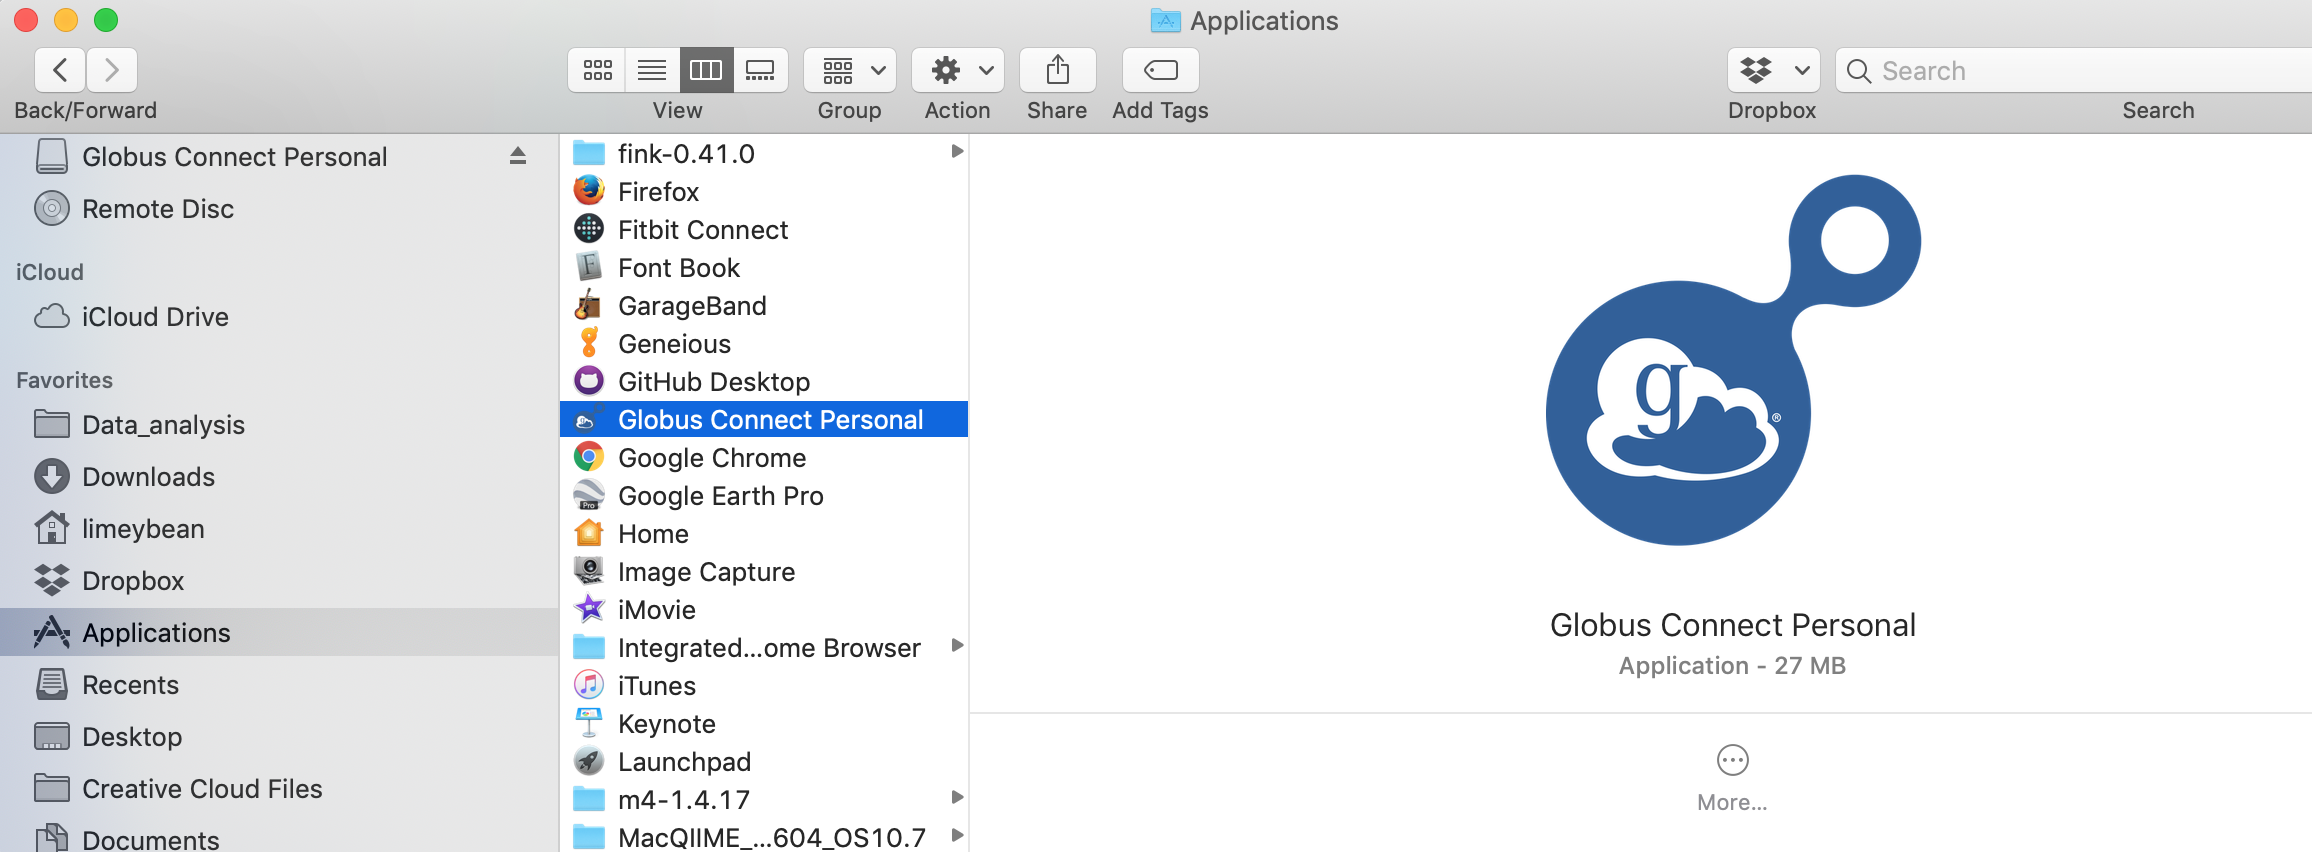 Applications
Search
Back/Forward
View
Group
Action
Share
Add Tags
Dropbox
Search
Globus Connect Personal
Remote Disc
iCloud
iCloud Drive
Favorites
Data_analysis
Downloads
limeybean
Dropbox
Applications
Recents
Desktop
Creative Cloud Files
Documents
fink-0.41.0
Firefox
Fitbit Connect
F
Font Book
GarageBand
Geneious
GitHub Desktop
Globus Connect Personal
Google Chrome
Pro
Google Earth Pro
Home
Image Capture
iMovie
Integrated...ome Browser
iTunes
Keynote
Launchpad
m4-1.4.17
MacQIIME_...604_OS10.7
g
®
Globus Connect Personal
Application - 27 MB
More...